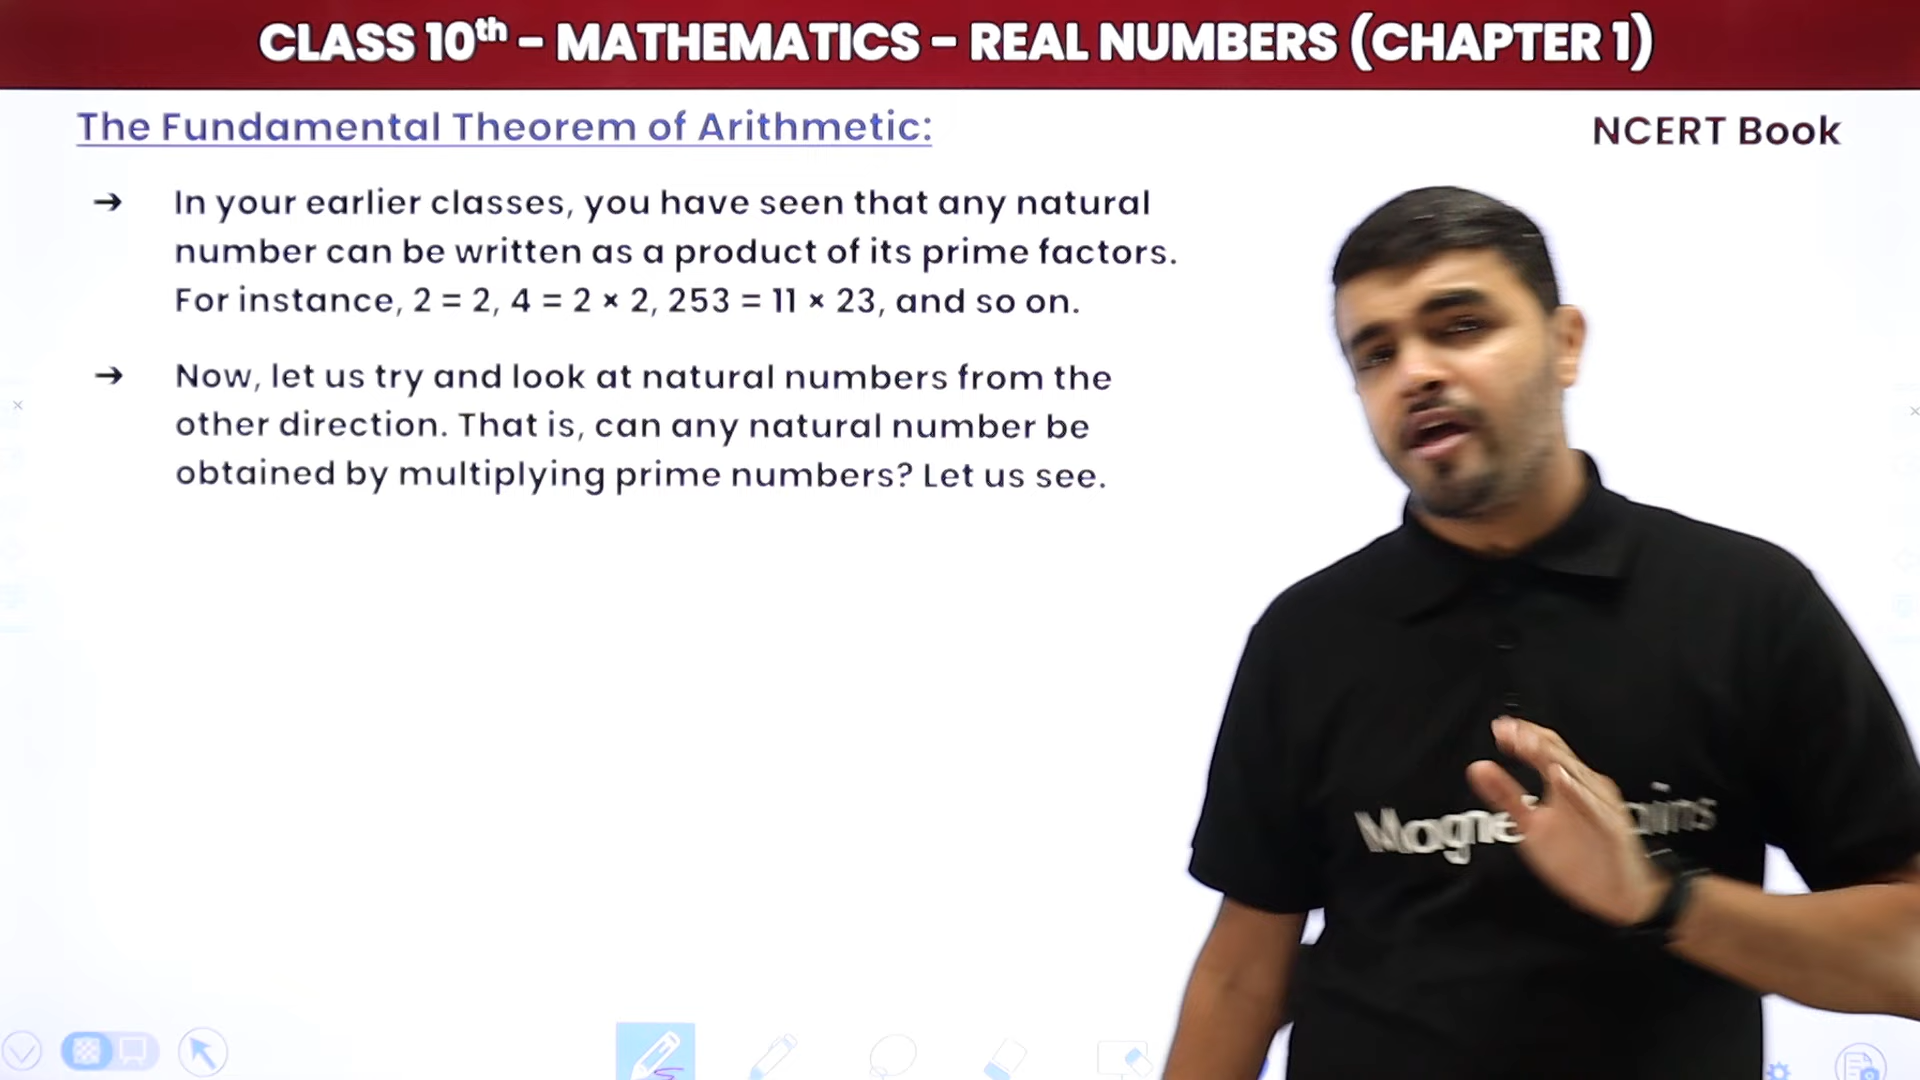 CLASS 10th - MATHEMATICS - REAL NUMBERS (CHAPTER 1)
The Fundamental Theorem of Arithmetic:
NCERT Book
➔ In your earlier classes, you have seen that any natural
number can be written as a product of its prime factors.
For instance, 2 = 2, 4 = 2 × 2, 253 = 11 × 23, and so on.
➔ Now, let us try and look at natural numbers from the
other direction. That is, can any natural number be
obtained by multiplying prime numbers? Let us see.